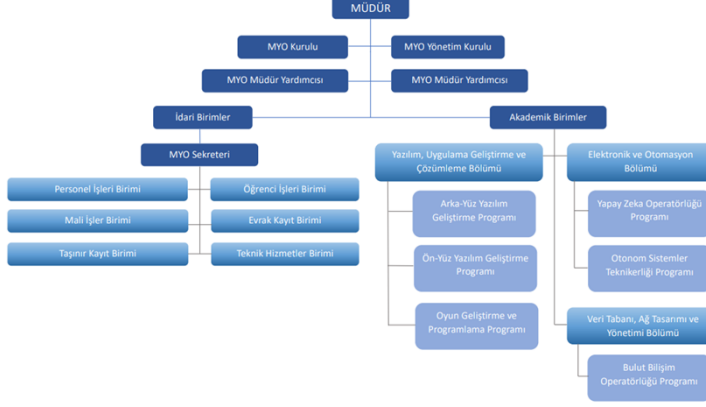 MÜDÜR
MYO Kurulu
MYO Yönetim Kurulu
MYO Müdür Yardımcısı
MYO Müdür Yardımcısı
İdari Birimler
Akademik Birimler
MYO Sekreteri
Personel İşleri Birimi
Öğrenci İşleri Birimi
Mali İşler Birimi
Evrak Kayıt Birimi
Taşınır Kayıt Birimi
Teknik Hizmetler Birimi
Yazılım, Uygulama Geliştirme ve
Çözümleme Bölümü
Arka-Yüz Yazılım
Geliştirme Programı
Ön-Yüz Yazılım Geliştirme
Programı
Oyun Geliştirme ve
Programlama Programı
Elektronik ve Otomasyon
Bölümü
Yapay Zeka Operatörlüğü
Programı
Otonom Sistemler
Teknikerliği Programı
Veri Tabanı, Ağ Tasarımı ve
Yönetimi Bölümü
Bulut Bilişim
Operatörlüğü Programı